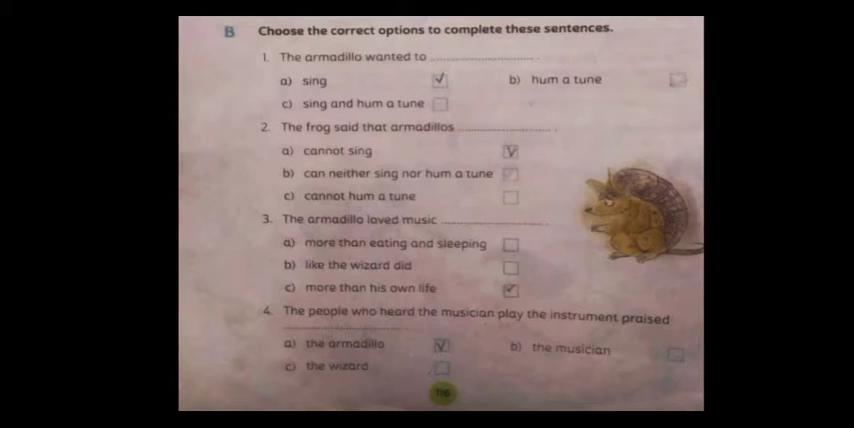 B Choose the correct options to complete these sentences.
1. The armadillo wanted to .
a) sing b) hum a tune
c) sing and hum a tune
2. The frog said that armadillos .
a) cannot sing
b) can neither sing nor hum a tune
c) cannot hum a tune
3. The armadillo loved music .
a) more than eating and sleeping
b) like the wizard did
c) more than his own life
4. The people who heard the musician play the instrument praised
.
a) the armadillo b) the musician
c) the wizard
116